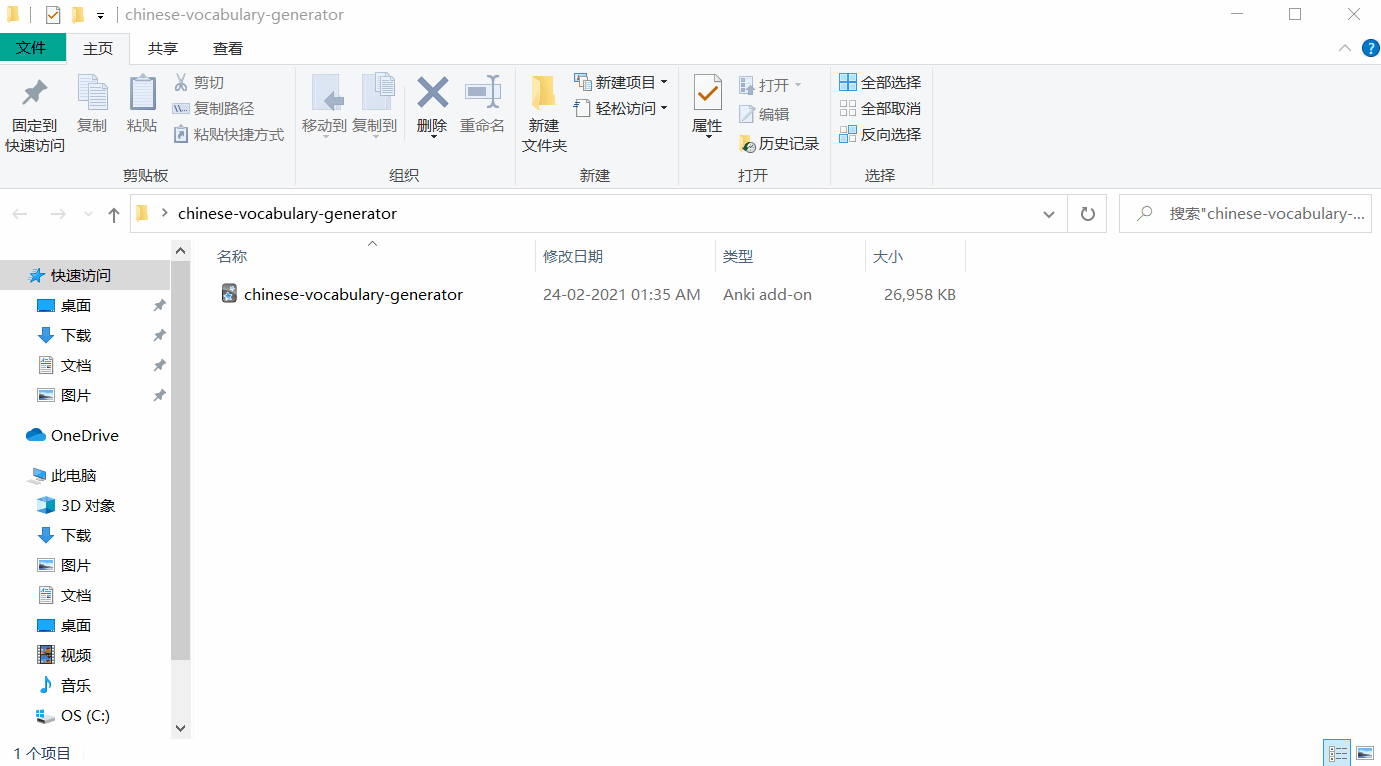 chinese-vocabulary-generator
文件 主页 共享 查看
固定到
快速访问
复制
粘贴
剪切
复制路径
粘贴快捷方式
剪贴板
移动到
复制到
删除
重命名
组织
新建
文件夹
新建项目
轻松访问
新建
属性
打开
编辑
历史记录
打开
全部选择
全部取消
反向选择
选择
chinese-vocabulary-generator
搜索"chinese-vocabulary-...
名称 修改日期 类型 大小
chinese-vocabulary-generator 24-02-2021 01:35 AM Anki add-on 26,958 KB
快速访问
桌面
下载
文档
图片
OneDrive
此电脑
3D 对象
下载
图片
文档
桌面
视频
音乐
OS (C:)
1 个项目